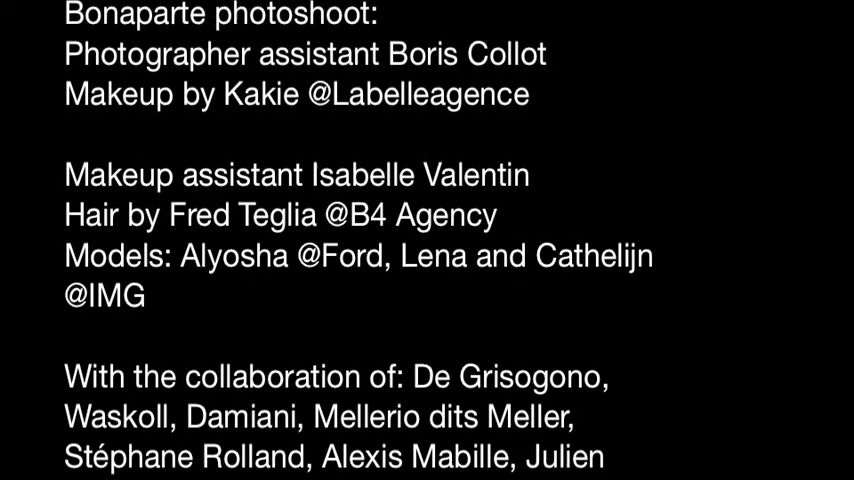 Bonaparte photoshoot:
Photographer assistant Boris Collot
Makeup by Kakie @Labelleagence
Makeup assistant Isabelle Valentin
Hair by Fred Teglia @B4 Agency
Models: Alyosha @Ford, Lena and Cathelijn
@IMG
With the collaboration of: De Grisogono,
Waskoll, Damiani, Mellerio dits Meller,
Stéphane Rolland, Alexis Mabille, Julien